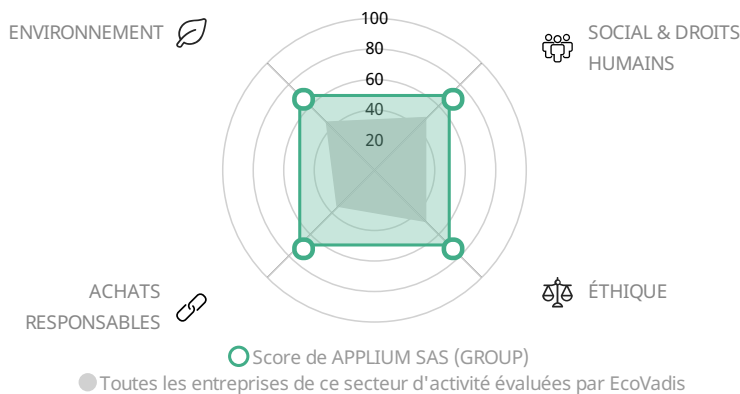 ENVIRONNEMENT
SOCIAL & DROITS
HUMAINS
100
80
60
40
20
ACHATS
RESPONSABLES
ÉTHIQUE
Score de APPLIUM SAS (GROUP)
Toutes les entreprises de ce secteur d'activité évaluées par EcoVadis